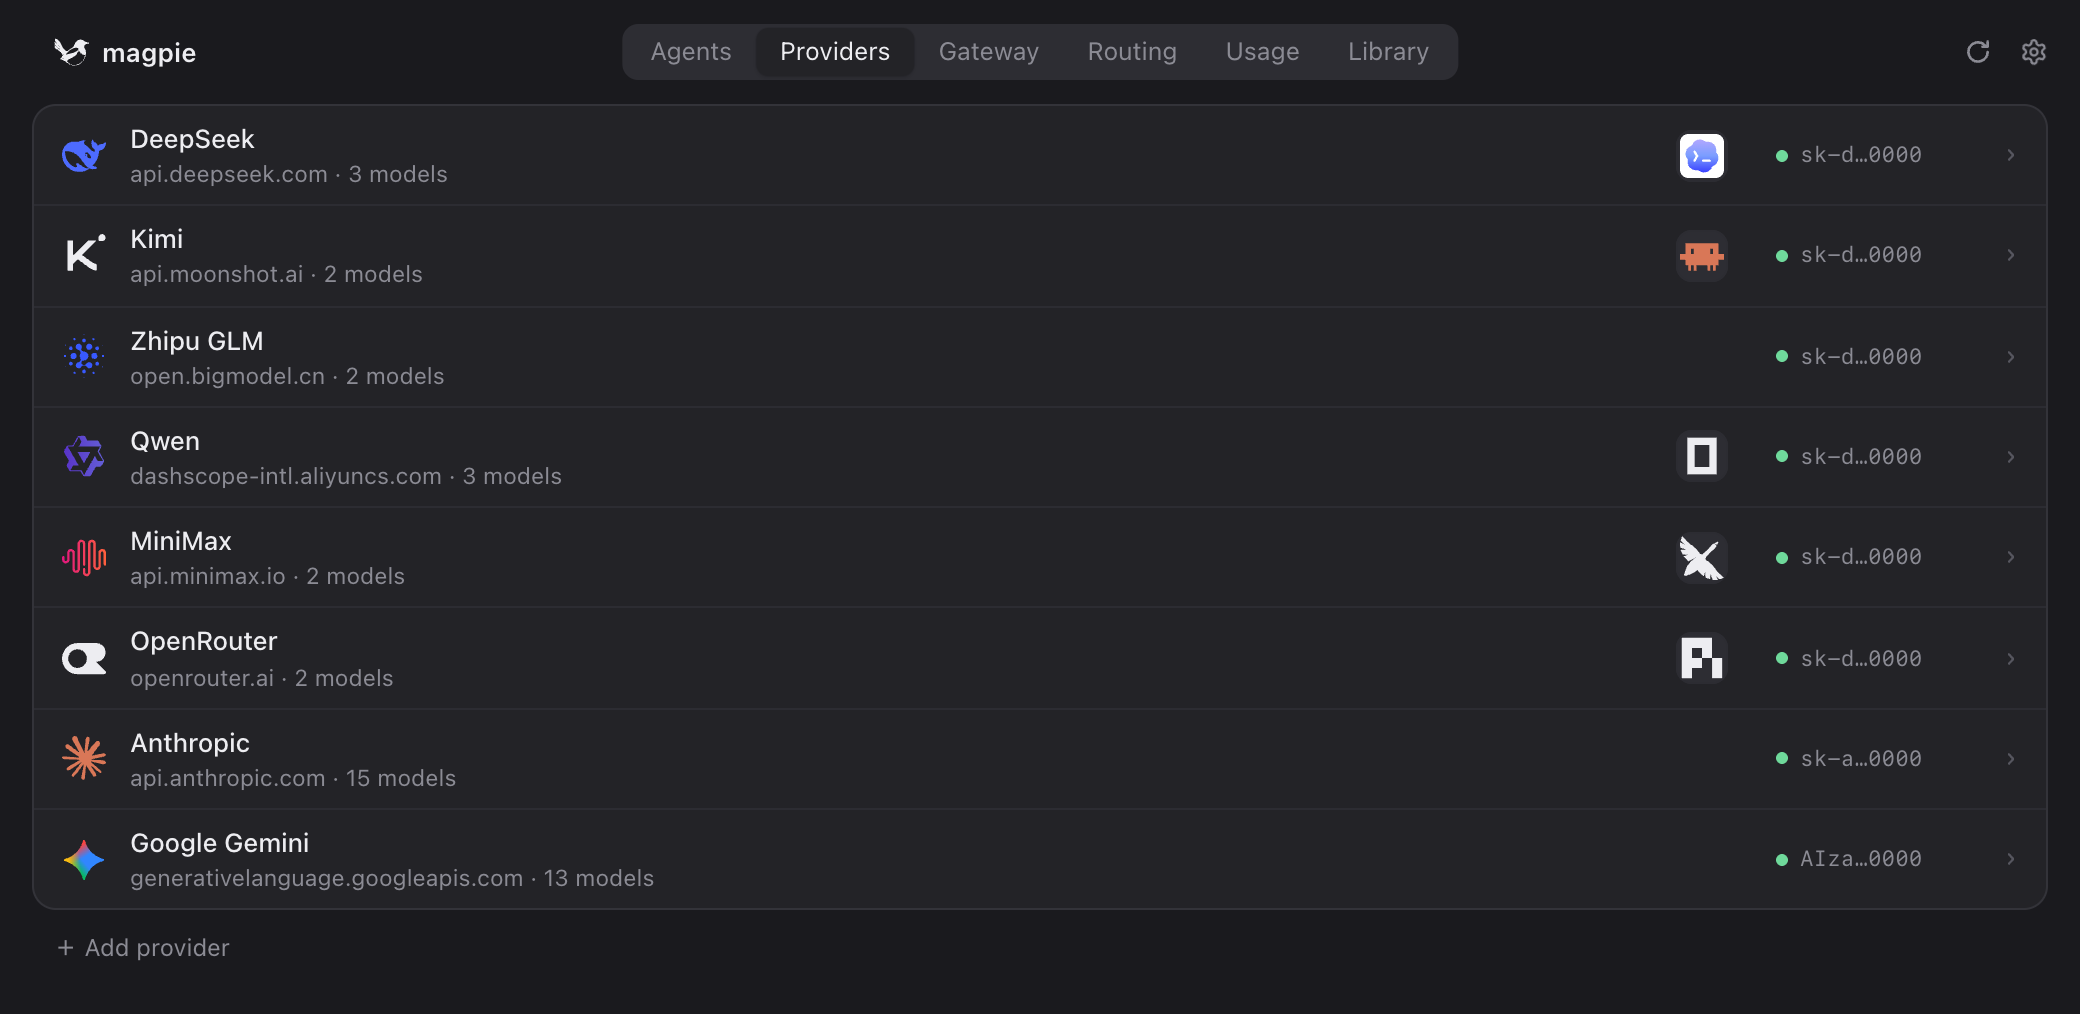 magpie
Agents Providers Gateway Routing Usage Library
DeepSeek
api.deepseek.com · 3 models
sk-d…0000
Kimi
api.moonshot.ai · 2 models
sk-d…0000
Zhipu GLM
open.bigmodel.cn · 2 models
sk-d…0000
Qwen
dashscope-intl.aliyuncs.com · 3 models
sk-d…0000
MiniMax
api.minimax.io · 2 models
sk-d…0000
OpenRouter
openrouter.ai · 2 models
sk-d…0000
Anthropic
api.anthropic.com · 15 models
sk-a…0000
Google Gemini
generativelanguage.googleapis.com · 13 models
AIza…0000
+ Add provider